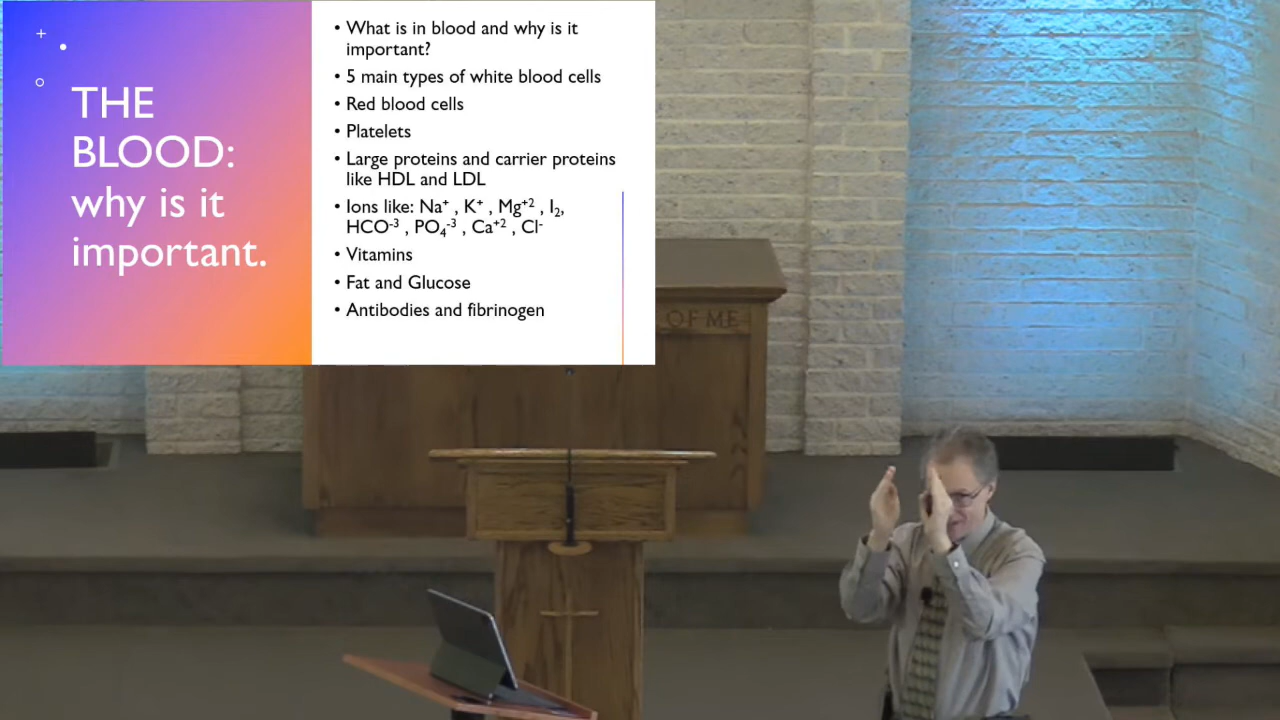 THE
BLOOD:
why is it
important.
• What is in blood and why is it
important?
• 5 main types of white blood cells
• Red blood cells
• Platelets
• Large proteins and carrier proteins
like HDL and LDL
• Ions like: Na⁺ , K⁺ , Mg⁺² , I₂,
HCO⁻³ , PO₄⁻³ , Ca⁺² , Cl⁻
• Vitamins
• Fat and Glucose
• Antibodies and fibrinogen
OF ME